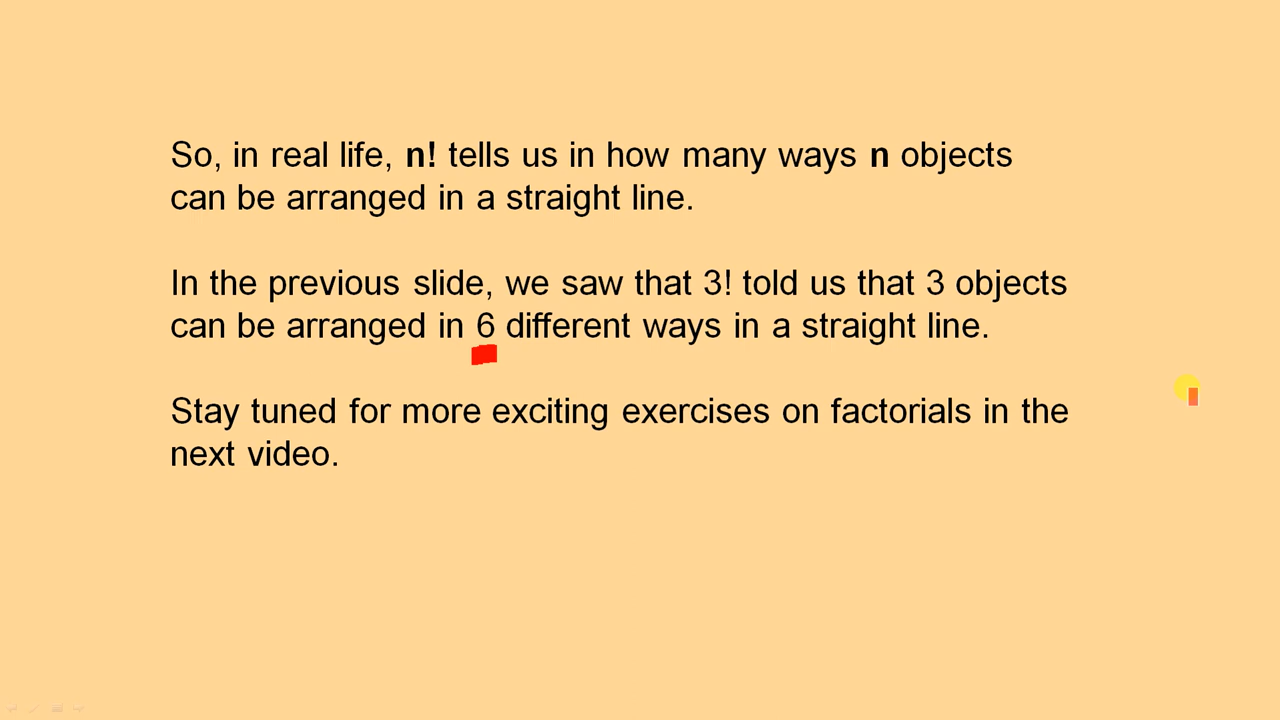 So, in real life, n! tells us in how many ways n objects
can be arranged in a straight line.
In the previous slide, we saw that 3! told us that 3 objects
can be arranged in 6 different ways in a straight line.
Stay tuned for more exciting exercises on factorials in the
next video.